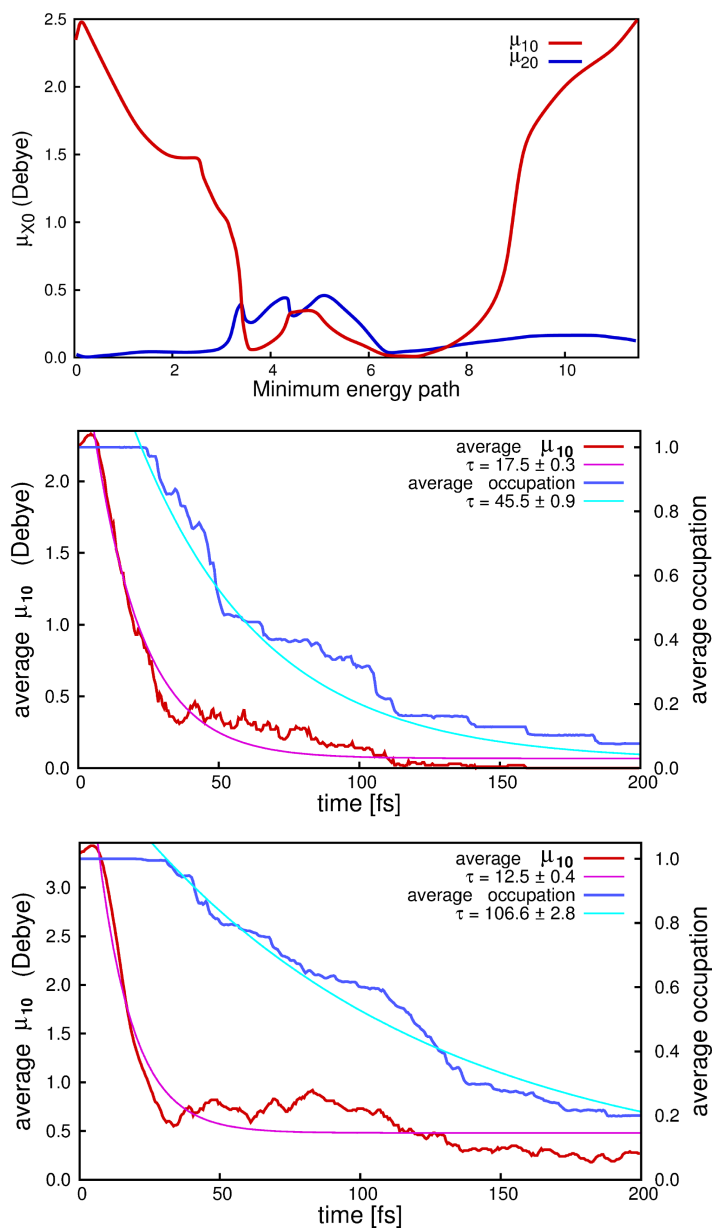 2.5
2.0
1.5
1.0
0.5
0.0
μX0 (Debye)
μ10
μ20
0 2 4 6 8 10
Minimum energy path
2.0
1.5
1.0
0.5
0.0
average μ10 (Debye)
average μ10
τ = 17.5 ± 0.3
average occupation
τ = 45.5 ± 0.9
1.0
0.8
0.6
0.4
0.2
0.0
average occupation
0 50 100 150 200
time [fs]
3.0
2.5
2.0
1.5
1.0
0.5
0.0
average μ10 (Debye)
average μ10
τ = 12.5 ± 0.4
average occupation
τ = 106.6 ± 2.8
1.0
0.8
0.6
0.4
0.2
0.0
average occupation
0 50 100 150 200
time [fs]